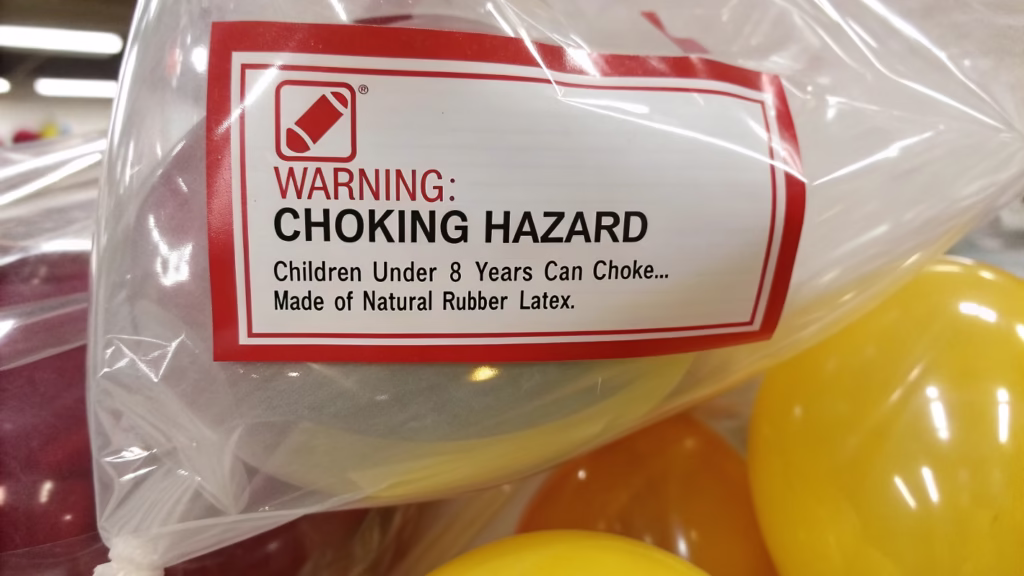 ®
WARNING:
CHOKING HAZARD
Children Under 8 Years Can Choke...
Made of Natural Rubber Latex.